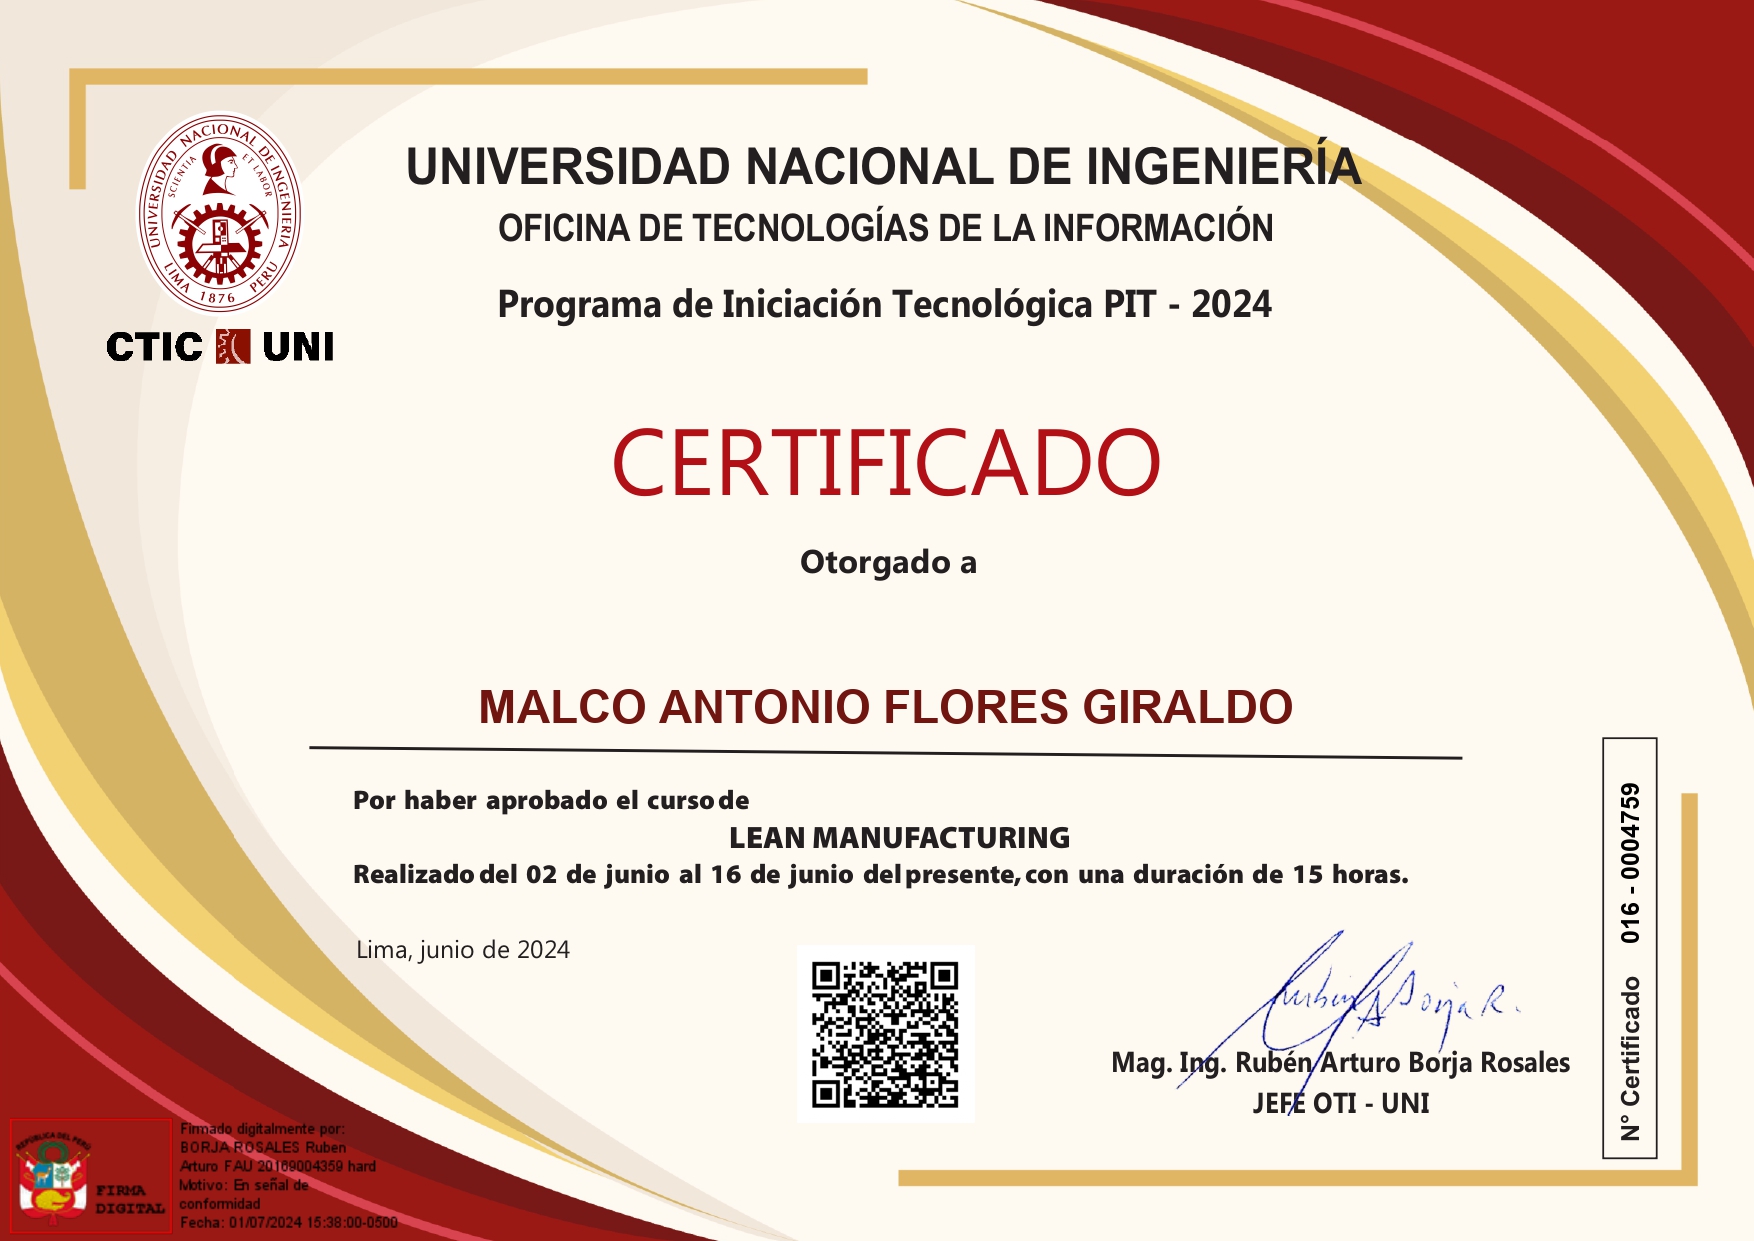 UNIVERSIDAD NACIONAL DE INGENIERÍA
SCIENTIA ET LABOR
LIMA 1876 PERU
CTIC UNI
UNIVERSIDAD NACIONAL DE INGENIERÍA
OFICINA DE TECNOLOGÍAS DE LA INFORMACIÓN
Programa de Iniciación Tecnológica PIT - 2024
CERTIFICADO
Otorgado a
MALCO ANTONIO FLORES GIRALDO
Por haber aprobado el curso de
LEAN MANUFACTURING
Realizado del 02 de junio al 16 de junio del presente, con una duración de 15 horas.
Lima, junio de 2024
Rubén A Borja R.
Mag. Ing. Rubén Arturo Borja Rosales
JEFE OTI - UNI
N° Certificado 016 - 0004759
REPÚBLICA DEL PERÚ
FIRMA
DIGITAL
Firmado digitalmente por:
BORJA ROSALES Ruben
Arturo FAU 20169004359 hard
Motivo: En señal de
conformidad
Fecha: 01/07/2024 15:38:00-0500